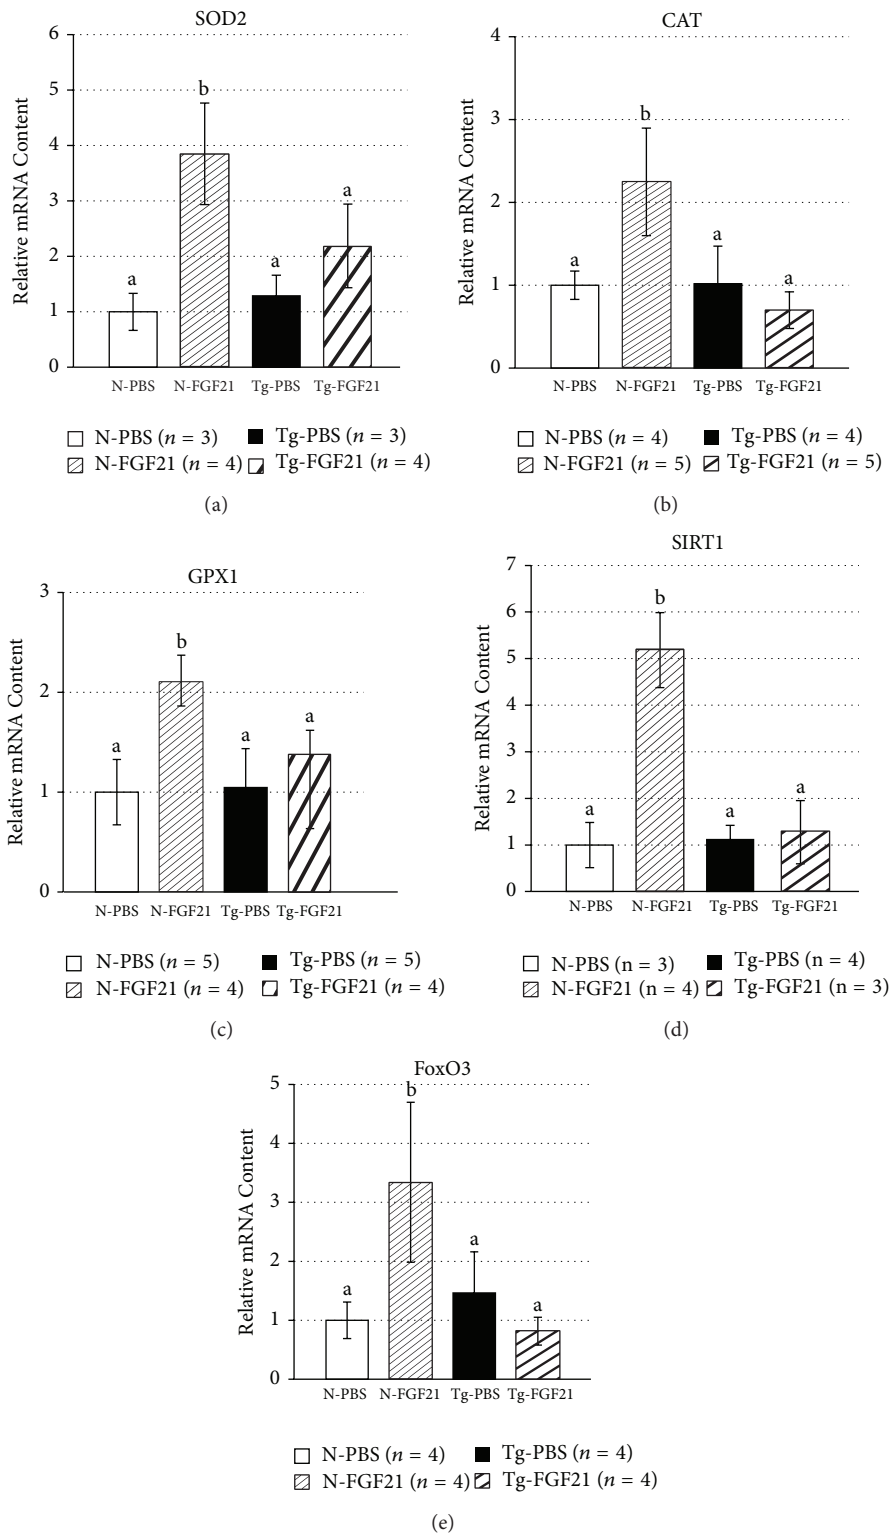 SOD2
6
5
4
3
2
1
0
Relative mRNA Content
a
b
a
a
N-PBS N-FGF21 Tg-PBS Tg-FGF21
N-PBS (n = 3) Tg-PBS (n = 3)
N-FGF21 (n = 4) Tg-FGF21 (n = 4)
(a)
CAT
4
3
2
1
0
Relative mRNA Content
a
b
a
a
N-PBS N-FGF21 Tg-PBS Tg-FGF21
N-PBS (n = 4) Tg-PBS (n = 4)
N-FGF21 (n = 5) Tg-FGF21 (n = 5)
(b)
GPX1
3
2
1
0
Relative mRNA Content
a
b
a
a
N-PBS N-FGF21 Tg-PBS Tg-FGF21
N-PBS (n = 5) Tg-PBS (n = 5)
N-FGF21 (n = 4) Tg-FGF21 (n = 4)
(c)
SIRT1
7
6
5
4
3
2
1
0
Relative mRNA Content
a
b
a
a
N-PBS N-FGF21 Tg-PBS Tg-FGF21
N-PBS (n = 3) Tg-PBS (n = 4)
N-FGF21 (n = 4) Tg-FGF21 (n = 3)
(d)
FoxO3
5
4
3
2
1
0
Relative mRNA Content
a
b
a
a
N-PBS N-FGF21 Tg-PBS Tg-FGF21
N-PBS (n = 4) Tg-PBS (n = 4)
N-FGF21 (n = 4) Tg-FGF21 (n = 4)
(e)